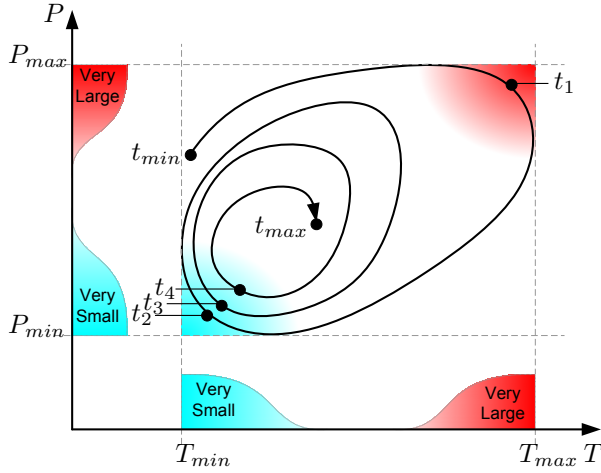 P
P_max
Very
Large
t_1
t_min
t_max
t_4
t_3
t_2
Very
Small
P_min
Very
Small
Very
Large
T_min
T_max T